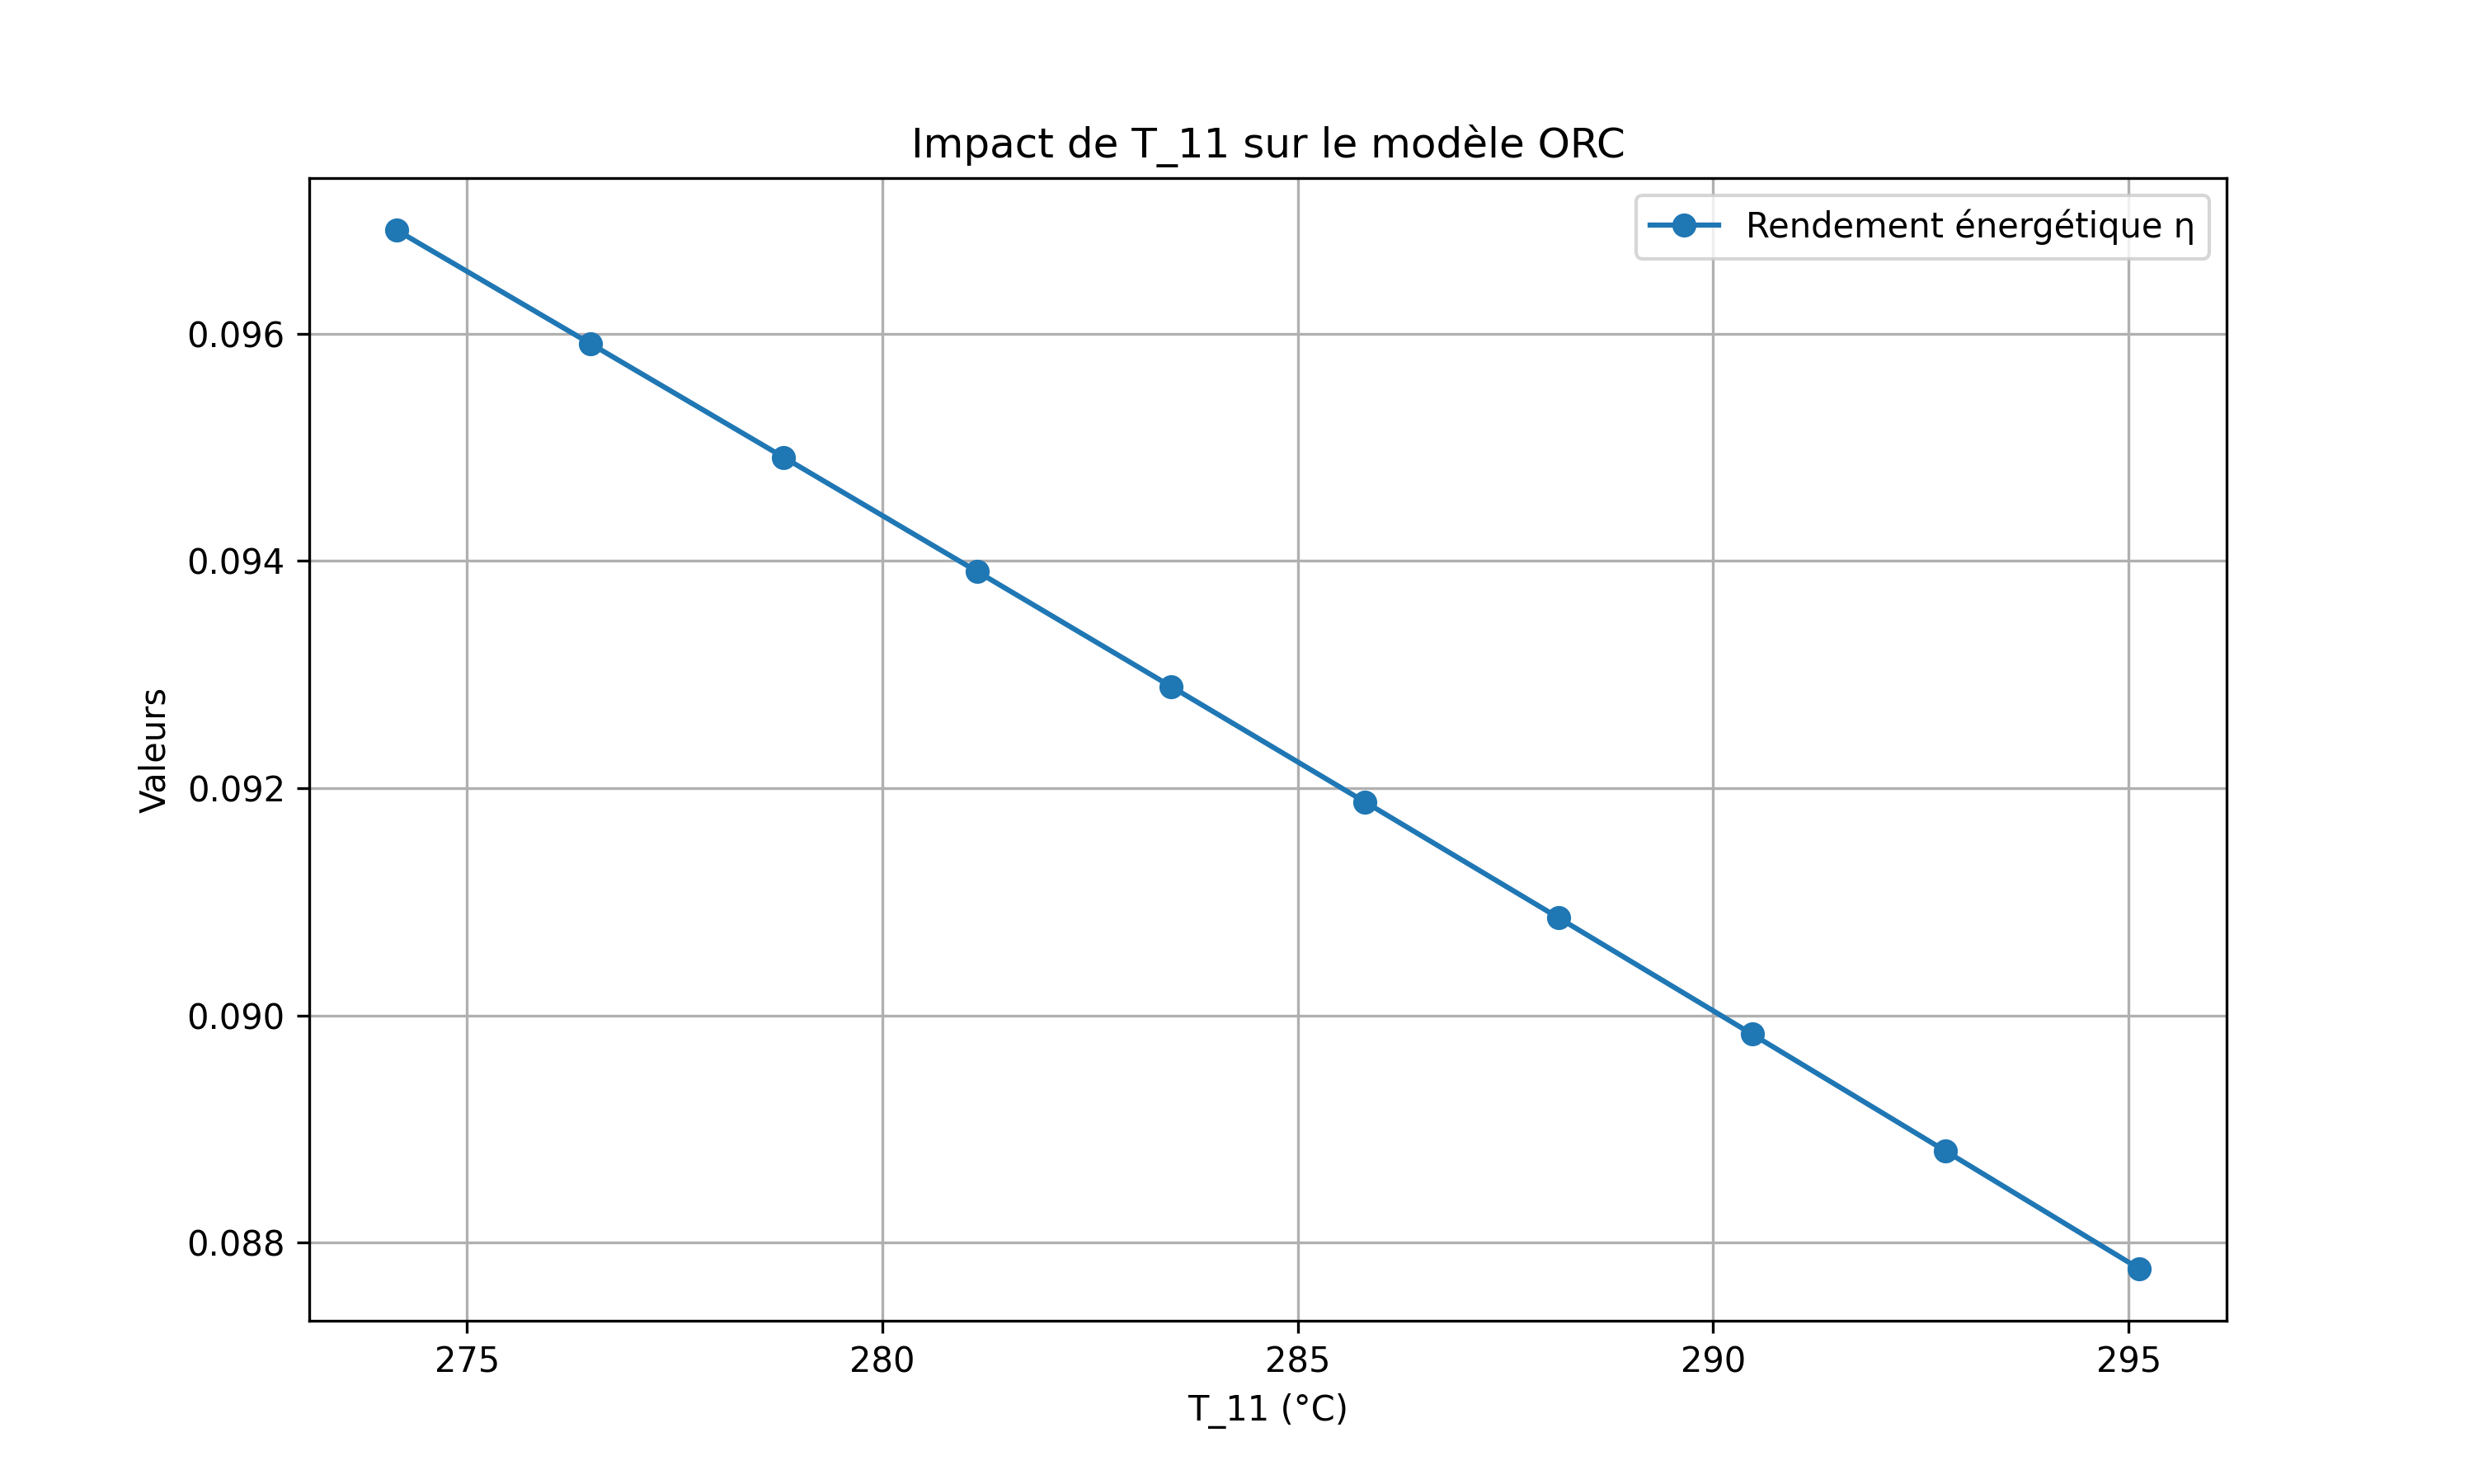 Impact de T_11 sur le modèle ORC
Rendement énergétique η
Valeurs
0.096
0.094
0.092
0.090
0.088
275 280 285 290 295
T_11 (°C)